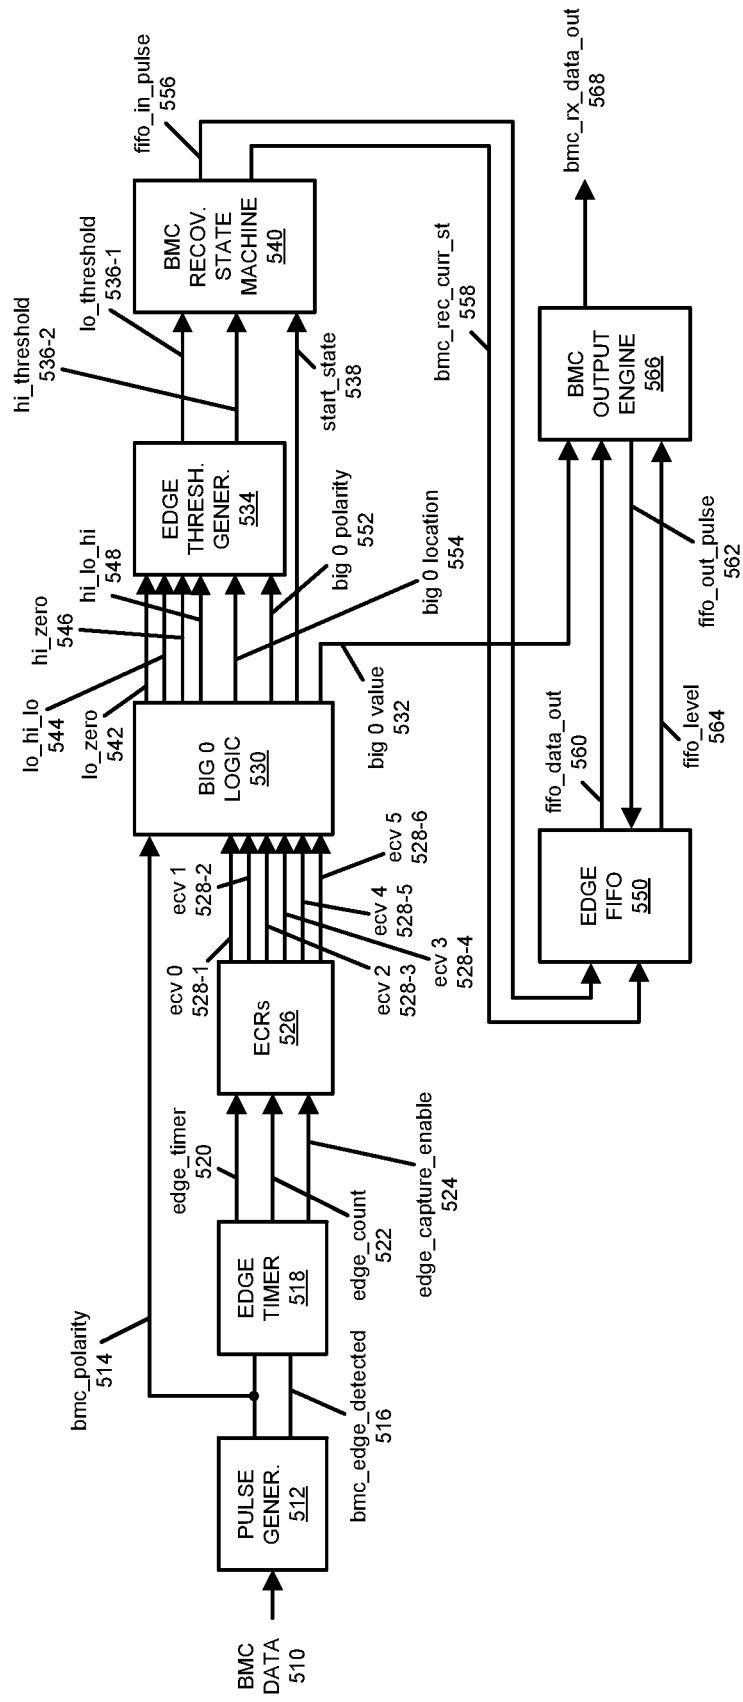 BMC
DATA
510
PULSE
GENER.
512
bmc_polarity
514
bmc_edge_detected
516
EDGE
TIMER
518
edge_timer
520
edge_count
522
edge_capture_enable
524
ECRs
526
ecv 0
528-1
ecv 1
528-2
ecv 2
528-3
ecv 3
528-4
ecv 4
528-5
ecv 5
528-6
BIG 0
LOGIC
530
lo_zero
542
lo_hi_lo
544
hi_zero
546
hi_lo_hi
548
big 0 value
532
big 0 location
554
big 0 polarity
552
start_state
538
EDGE
THRESH.
GENER.
534
hi_threshold
536-2
lo_threshold
536-1
BMC
RECOV.
STATE
MACHINE
540
fifo_in_pulse
556
bmc_rec_curr_st
558
EDGE
FIFO
550
fifo_data_out
560
fifo_level
564
fifo_out_pulse
562
BMC
OUTPUT
ENGINE
566
bmc_rx_data_out
568